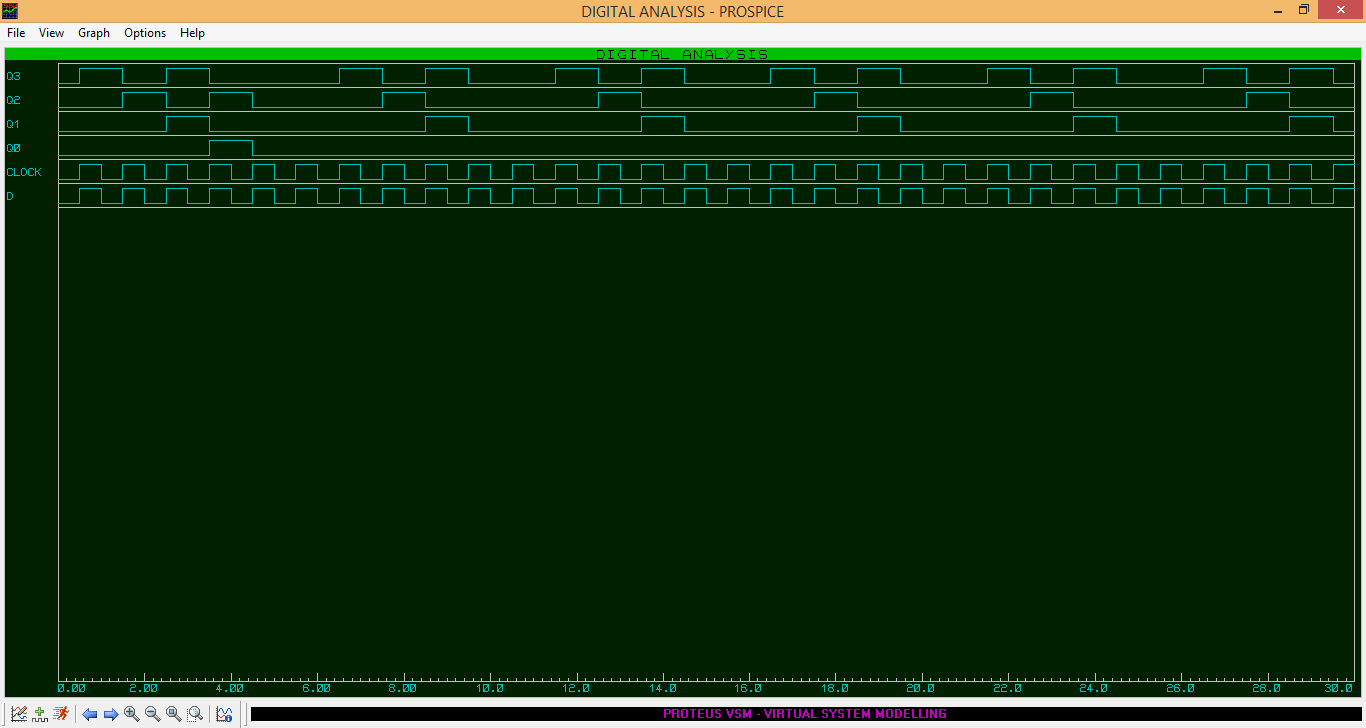 DIGITAL ANALYSIS - PROSPICE
File View Graph Options Help
DIGITAL ANALYSIS
Q3
Q2
Q1
Q0
CLOCK
D
0.00 2.00 4.00 6.00 8.00 10.0 12.0 14.0 16.0 18.0 20.0 22.0 24.0 26.0 28.0 30.0
PROTEUS VSM - VIRTUAL SYSTEM MODELLING